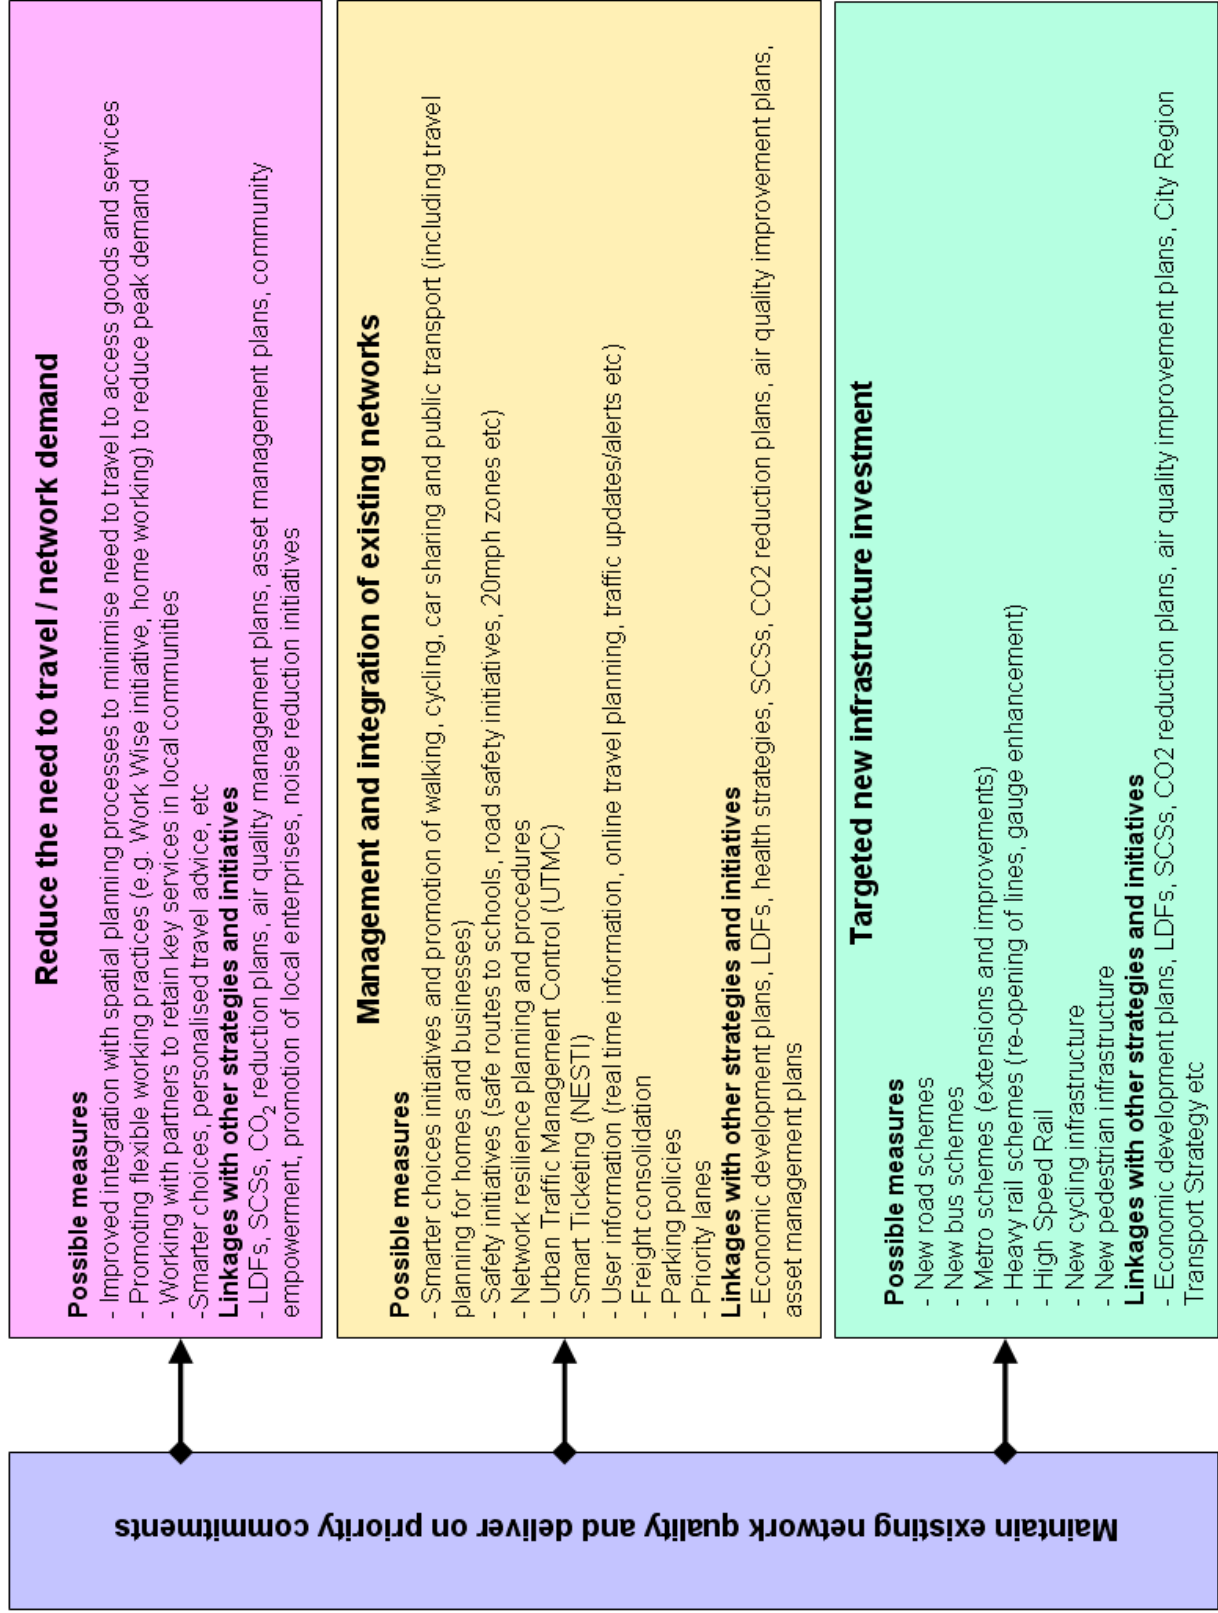 Maintain existing network quality and deliver on priority commitments
Reduce the need to travel / network demand
Possible measures
- Improved integration with spatial planning processes to minimise need to travel to access goods and services
- Promoting flexible working practices (e.g. Work Wise initiative, home working) to reduce peak demand
- Working with partners to retain key services in local communities
-Smarter choices, personalised travel advice, etc
Linkages with other strategies and initiatives
- LDFs, SCSs, CO2 reduction plans, air quality management plans, asset management plans, community
empowerment, promotion of local enterprises, noise reduction initiatives
Management and integration of existing networks
Possible measures
- Smarter choices initiatives and promotion of walking, cycling, car sharing and public transport (including travel
planning for homes and businesses)
- Safety initiatives (safe routes to schools, road safety initiatives, 20mph zones etc)
- Network resilience planning and procedures
- Urban Traffic Management Control (UTMC)
- Smart Ticketing (NESTI)
- User information (real time information, online travel planning, traffic updates/alerts etc)
- Freight consolidation
- Parking policies
- Priority lanes
Linkages with other strategies and initiatives
- Economic development plans, LDFs, health strategies, SCSs, CO2 reduction plans, air quality improvement plans,
asset management plans
Targeted new infrastructure investment
Possible measures
- New road schemes
- New bus schemes
- Metro schemes (extensions and improvements)
- Heavy rail schemes (re-opening of lines, gauge enhancement)
- High Speed Rail
- New cycling infrastructure
- New pedestrian infrastructure
Linkages with other strategies and initiatives
- Economic development plans, LDFs, SCSs, CO2 reduction plans, air quality improvement plans, City Region
Transport Strategy etc